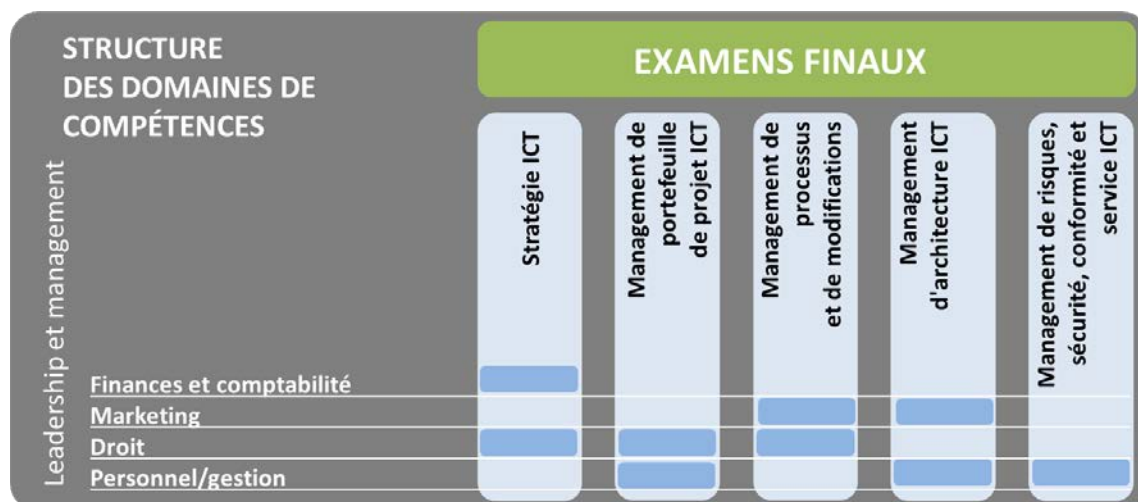 STRUCTURE
DES DOMAINES DE
COMPÉTENCES
EXAMENS FINAUX
Stratégie ICT
Management de
portefeuille
de projet ICT
Management de
processus
et de modifications
Management
d'architecture ICT
Management de risques,
sécurité, conformité et
service ICT
Leadership et management
Finances et comptabilité
Marketing
Droit
Personnel/gestion